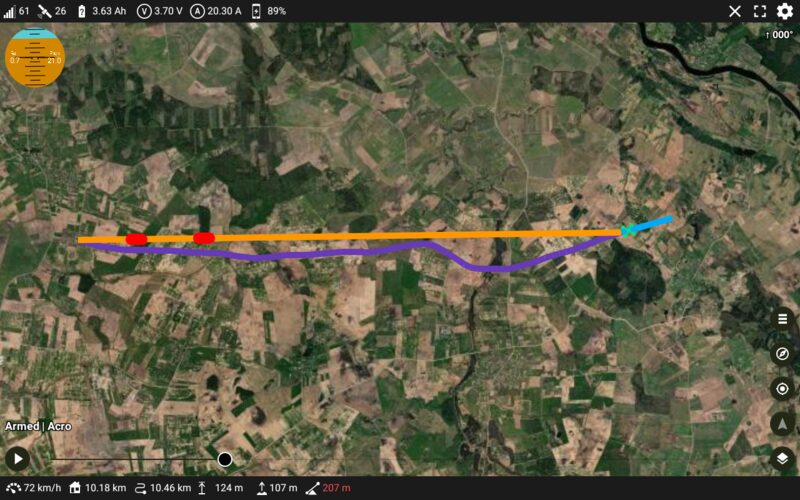 61 26 3.63 Ah V 3.70 V A 20.30 A 89%
↑ 000°
0.7 21.0
Armed | Acro
72 km/h 10.18 km 10.46 km 124 m 107 m 207 m